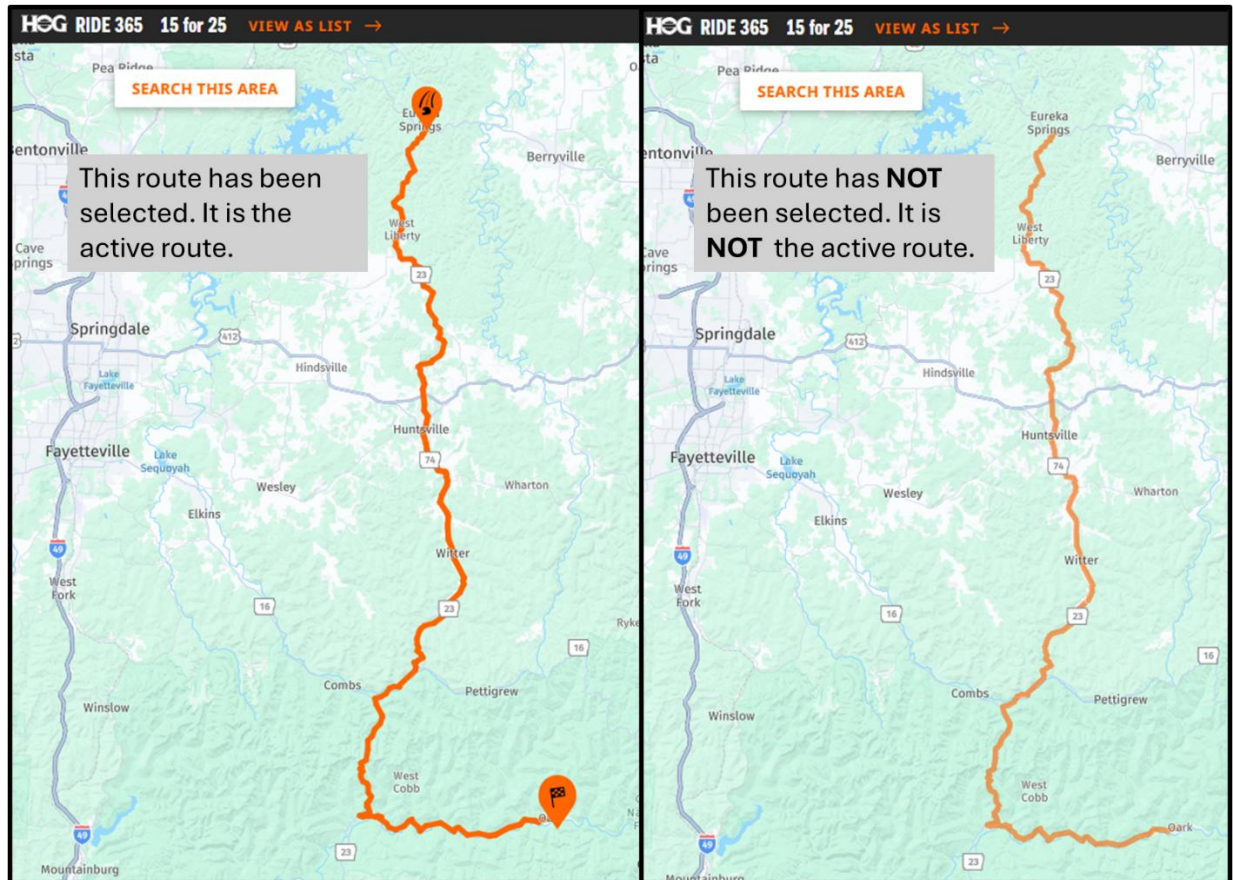 HOG RIDE 365 15 for 25 VIEW AS LIST →
sta
Pea Ridge
SEARCH THIS AREA
Eureka
Springs
entonville
Berryville
This route has been
selected. It is the
active route.
West
Liberty
Cave
prings
23
Springdale
412
Hindsville
Lake
Fayetteville
Huntsville
Fayetteville
Lake
Sequoyah
74
Wesley
Wharton
Elkins
49
Witter
West
Fork
16
23
Ryke
16
Combs
Pettigrew
Winslow
West
Cobb
Oark
49
23
Mountainburg
HOG RIDE 365 15 for 25 VIEW AS LIST →
sta
Pea Ridge
SEARCH THIS AREA
Eureka
Springs
entonville
Berryville
This route has NOT
been selected. It is
NOT the active route.
West
Liberty
Cave
rings
23
Springdale
412
Hindsville
Lake
Fayetteville
Huntsville
Fayetteville
Lake
Sequoyah
74
Wesley
Wharton
Elkins
49
Witter
West
Fork
16
23
16
Combs
Pettigrew
Winslow
West
Cobb
Oark
49
23
Mountainburg